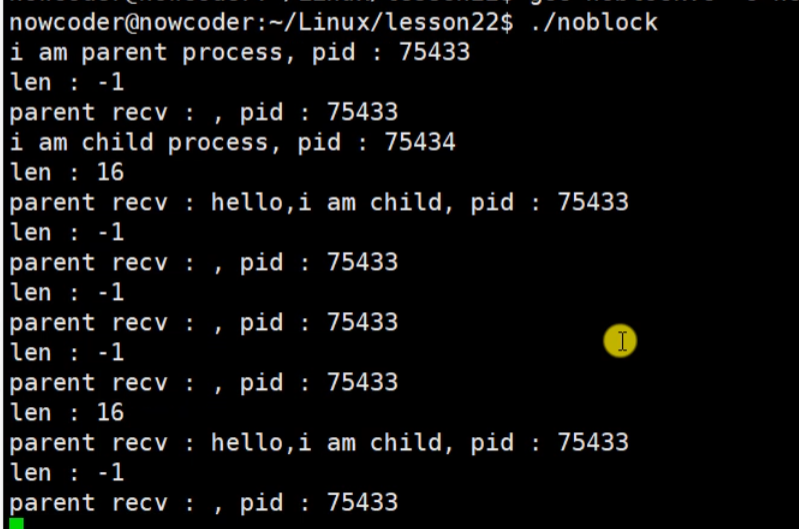 nowcoder@nowcoder:~/Linux/lesson22$ ./noblock
i am parent process, pid : 75433
len : -1
parent recv : , pid : 75433
i am child process, pid : 75434
len : 16
parent recv : hello,i am child, pid : 75433
len : -1
parent recv : , pid : 75433
len : -1
parent recv : , pid : 75433
len : -1
parent recv : , pid : 75433
len : 16
parent recv : hello,i am child, pid : 75433
len : -1
parent recv : , pid : 75433